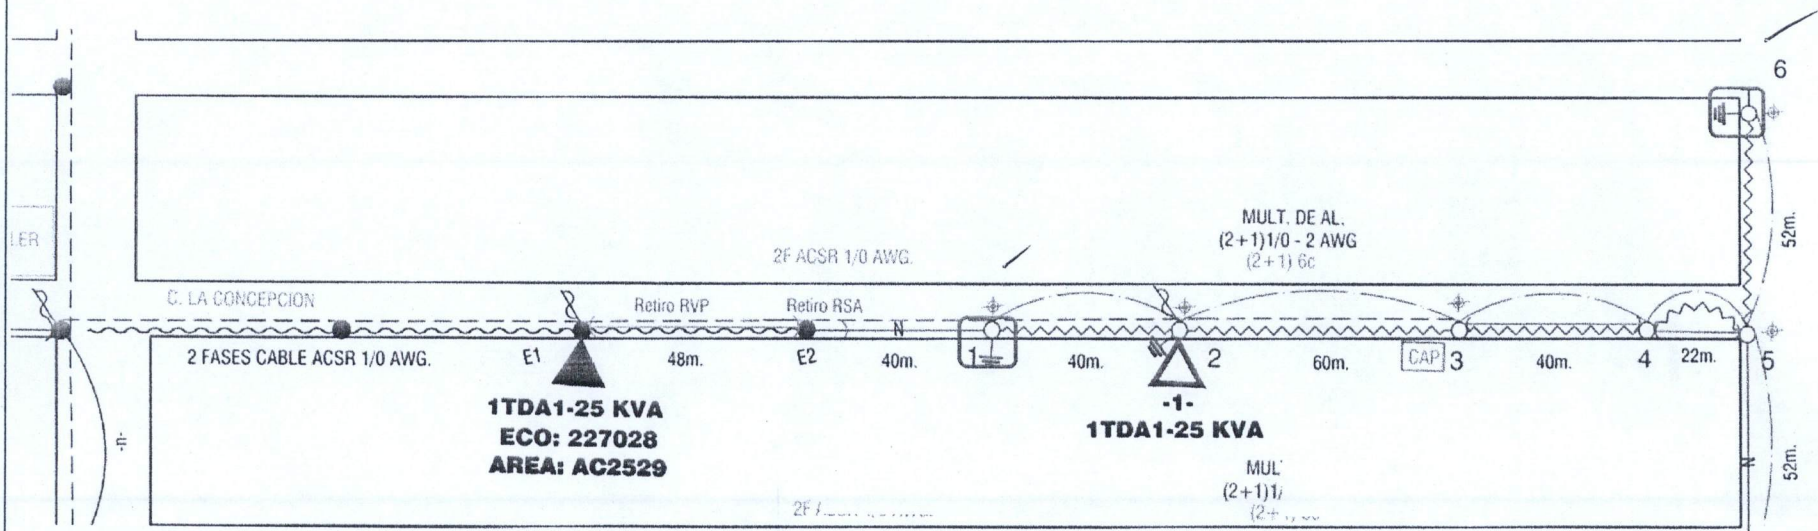 6
LER
2F ACSR 1/0 AWG.
MULT. DE AL.
(2+1)1/0 - 2 AWG
(2+1) 6c
52m.
C. LA CONCEPCION
Retiro RVP
Retiro RSA
N
2 FASES CABLE ACSR 1/0 AWG.
E1
48m.
E2
40m.
1
40m.
2
60m.
CAP
3
40m.
4
22m.
5
1TDA1-25 KVA
ECO: 227028
AREA: AC2529
-1-
1TDA1-25 KVA
-n-
MUL
(2+1)1/
N
52m.